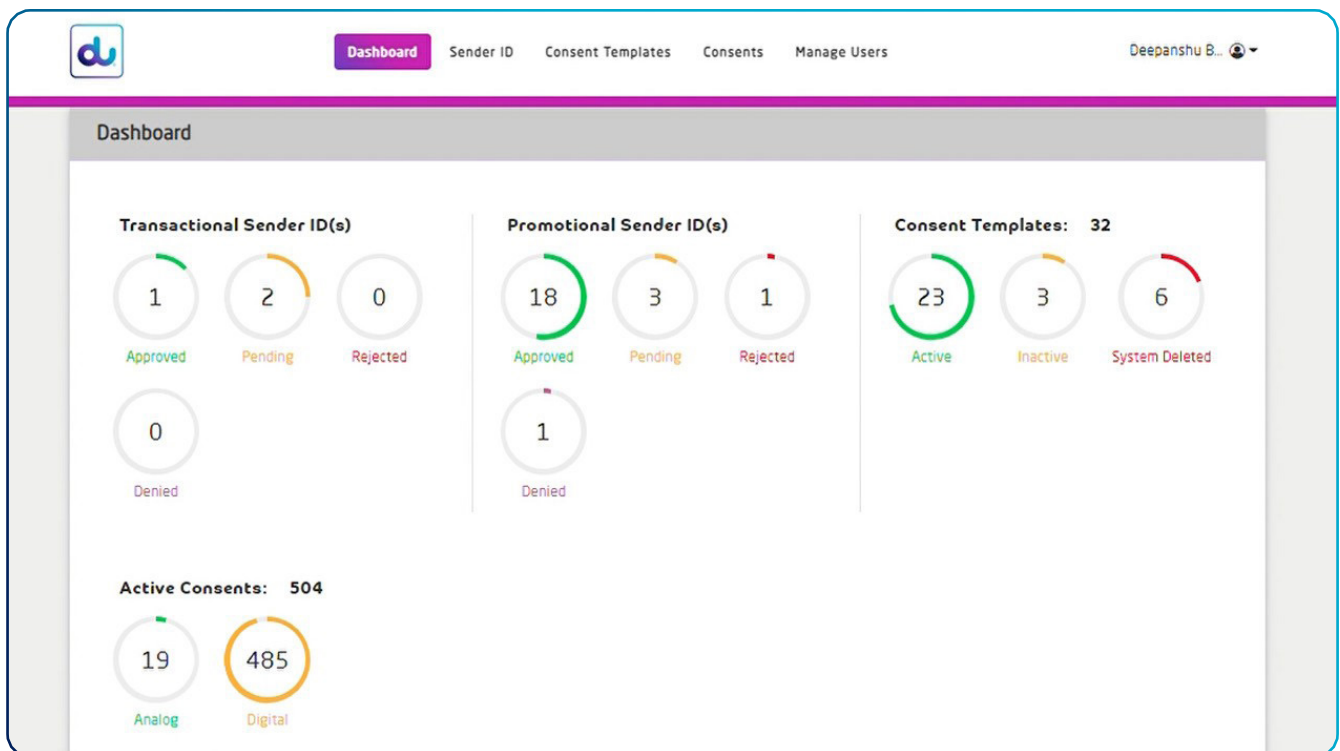 du
Dashboard Sender ID Consent Templates Consents Manage Users Deepanshu B...
Dashboard
Transactional Sender ID(s)
1 2 0
Approved Pending Rejected
0
Denied
Promotional Sender ID(s)
18 3 1
Approved Pending Rejected
1
Denied
Consent Templates: 32
23 3 6
Active Inactive System Deleted
Active Consents: 504
19 485
Analog Digital